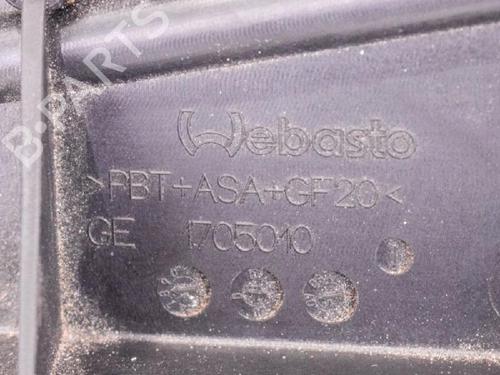 Webasto
>PBT+ASA+GF20<
GE 1705010
B-PARTS